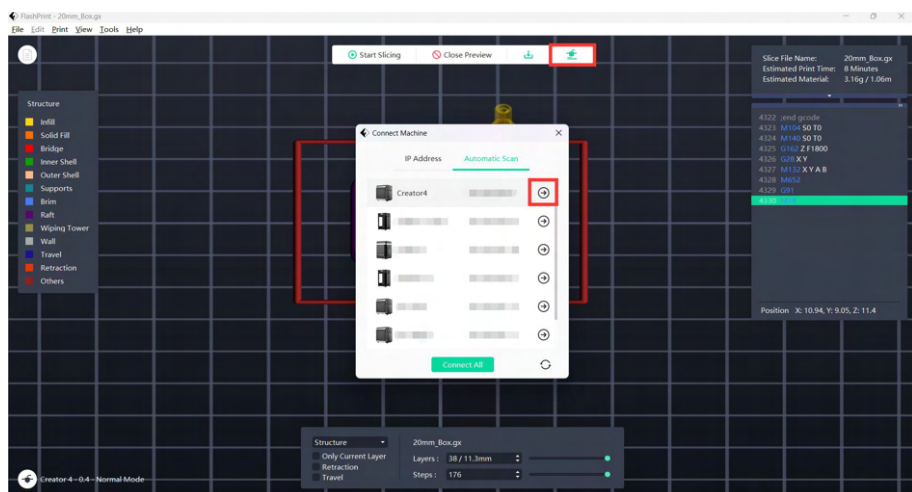 FlashPrint - 20mm_Box.gx
File Edit Print View Tools Help
Start Slicing Close Preview
Slice File Name: 20mm_Box.gx
Estimated Print Time: 8 Minutes
Estimated Material: 3.16g / 1.06m
Structure
Infill
Solid Fill
Bridge
Inner Shell
Outer Shell
Supports
Brim
Raft
Wiping Tower
Wall
Travel
Retraction
Others
Connect Machine
IP Address Automatic Scan
Creator4
Connect All
4322 ;end gcode
4323 M104 S0 T0
4324 M140 S0 T0
4325 G162 Z F1800
4326 G28 X Y
4327 M132 X Y A B
4328 M652
4329 G91
4330
Position X: 10.94, Y: 9.05, Z: 11.4
Structure
Only Current Layer
Retraction
Travel
20mm_Box.gx
Layers : 38 / 11.3mm
Steps : 176
Creator 4 - 0.4 - Normal Mode